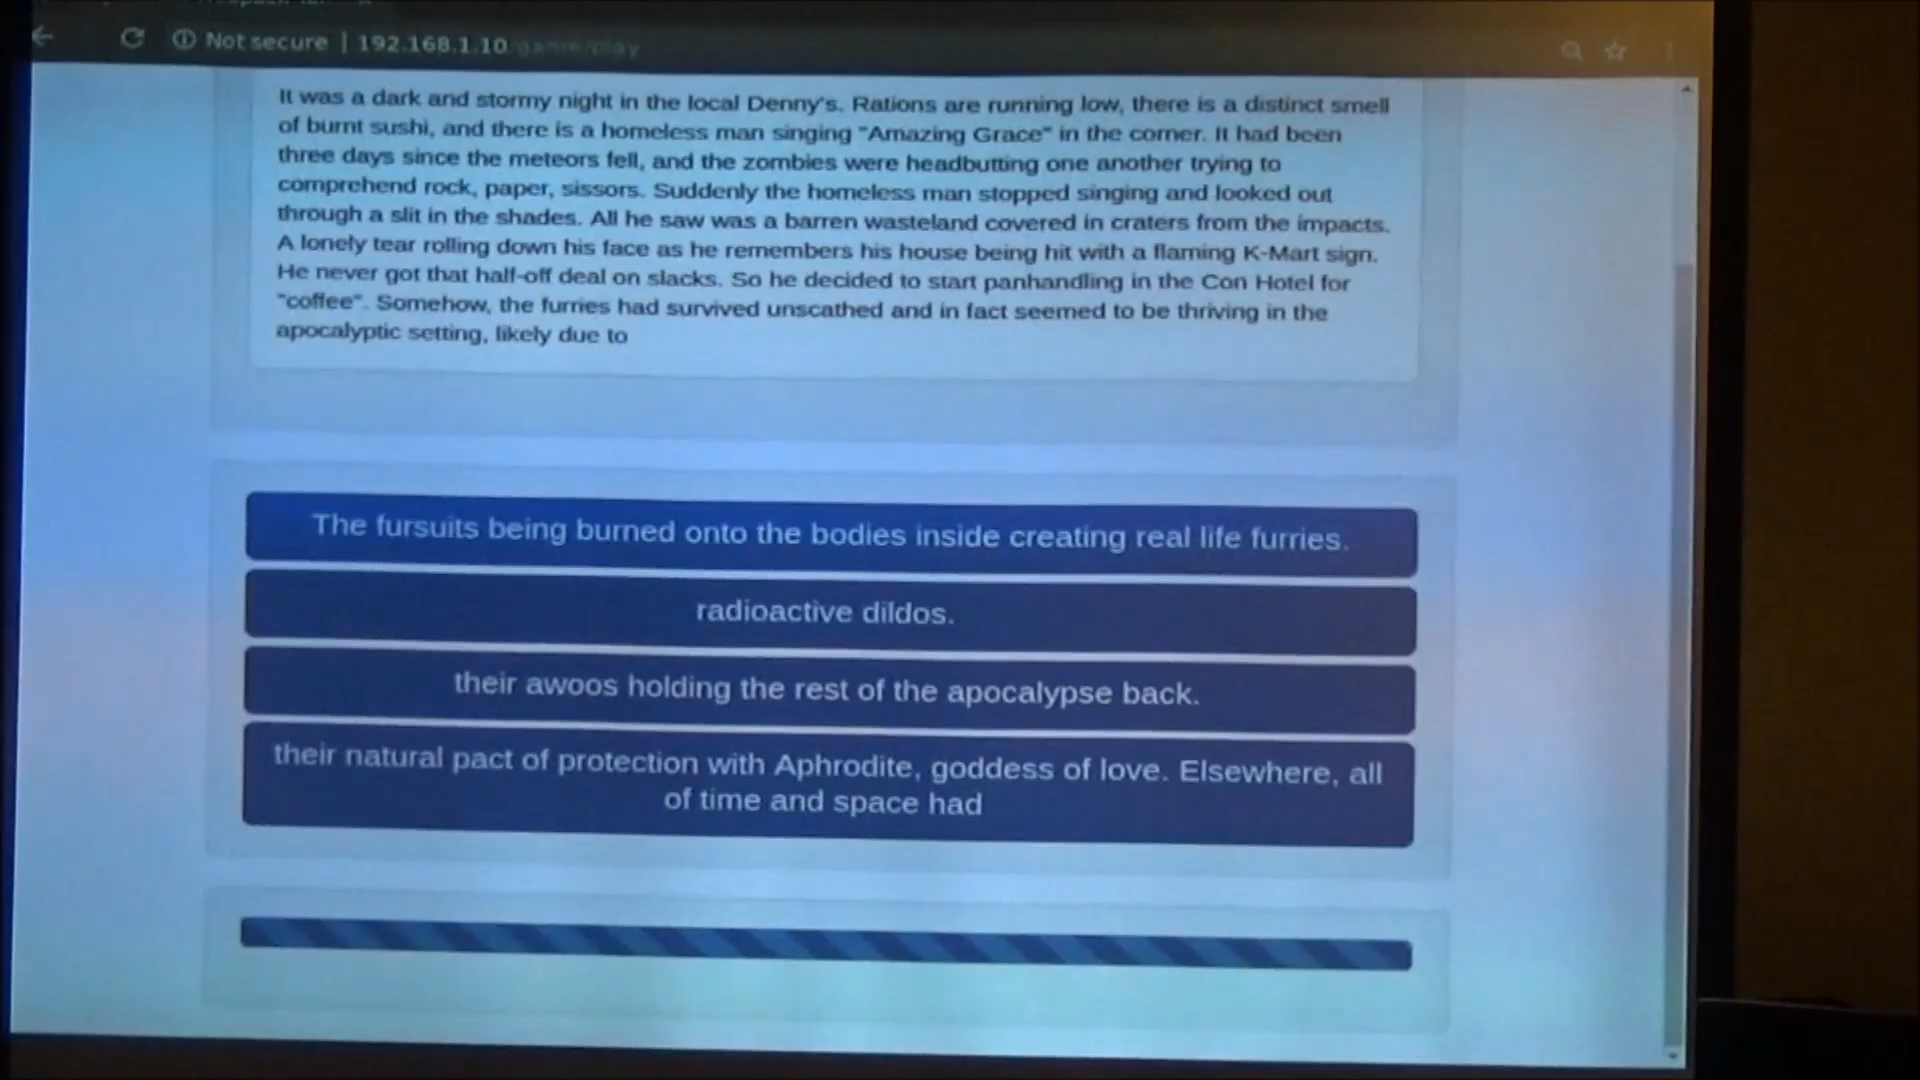 Not secure | 192.168.1.10/game/play
It was a dark and stormy night in the local Denny's. Rations are running low, there is a distinct smell
of burnt sushi, and there is a homeless man singing "Amazing Grace" in the corner. It had been
three days since the meteors fell, and the zombies were headbutting one another trying to
comprehend rock, paper, sissors. Suddenly the homeless man stopped singing and looked out
through a slit in the shades. All he saw was a barren wasteland covered in craters from the impacts.
A lonely tear rolling down his face as he remembers his house being hit with a flaming K-Mart sign.
He never got that half-off deal on slacks. So he decided to start panhandling in the Con Hotel for
"coffee". Somehow, the furries had survived unscathed and in fact seemed to be thriving in the
apocalyptic setting, likely due to
The fursuits being burned onto the bodies inside creating real life furries.
radioactive dildos.
their awoos holding the rest of the apocalypse back.
their natural pact of protection with Aphrodite, goddess of love. Elsewhere, all
of time and space had